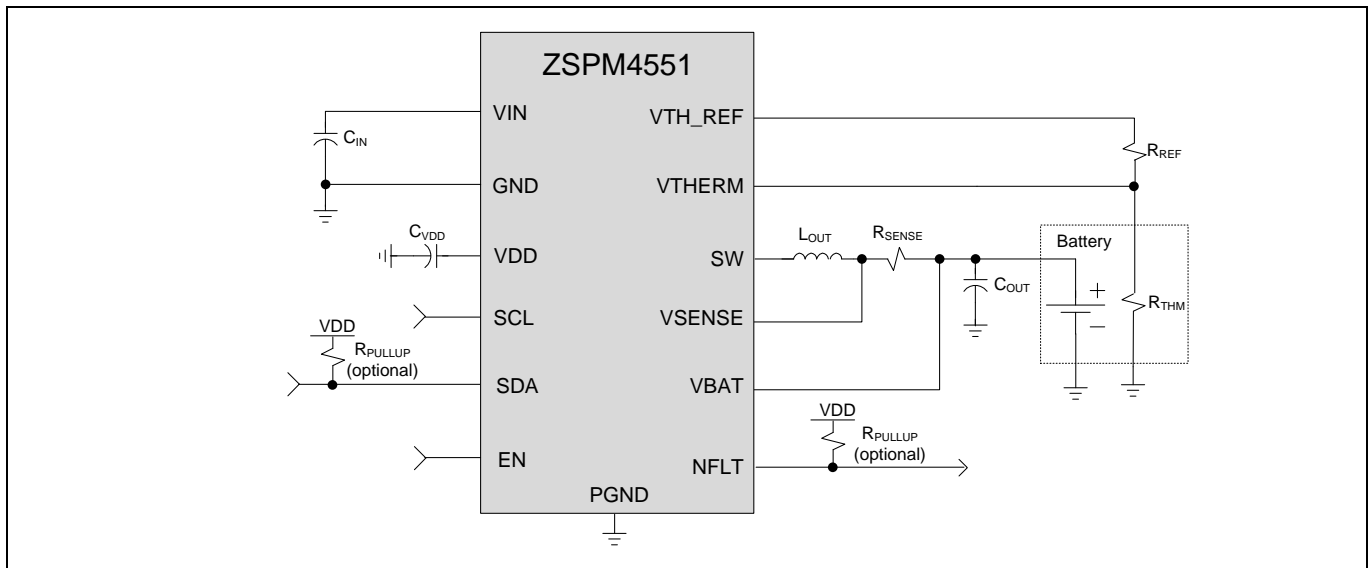 ZSPM4551
VIN
VTH_REF
C_IN
R_REF
GND
VTHERM
C_VDD
VDD
L_OUT
R_SENSE
Battery
SW
C_OUT
+
R_THM
SCL
VSENSE
−
VDD
R_PULLUP
(optional)
SDA
VBAT
VDD
R_PULLUP
(optional)
EN
NFLT
PGND